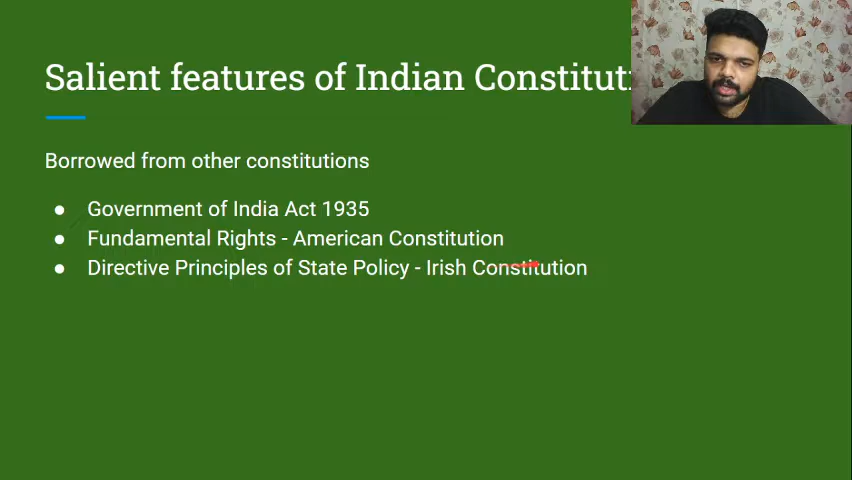 Salient features of Indian Constituti
Borrowed from other constitutions
● Government of India Act 1935
● Fundamental Rights - American Constitution
● Directive Principles of State Policy - Irish Constitution